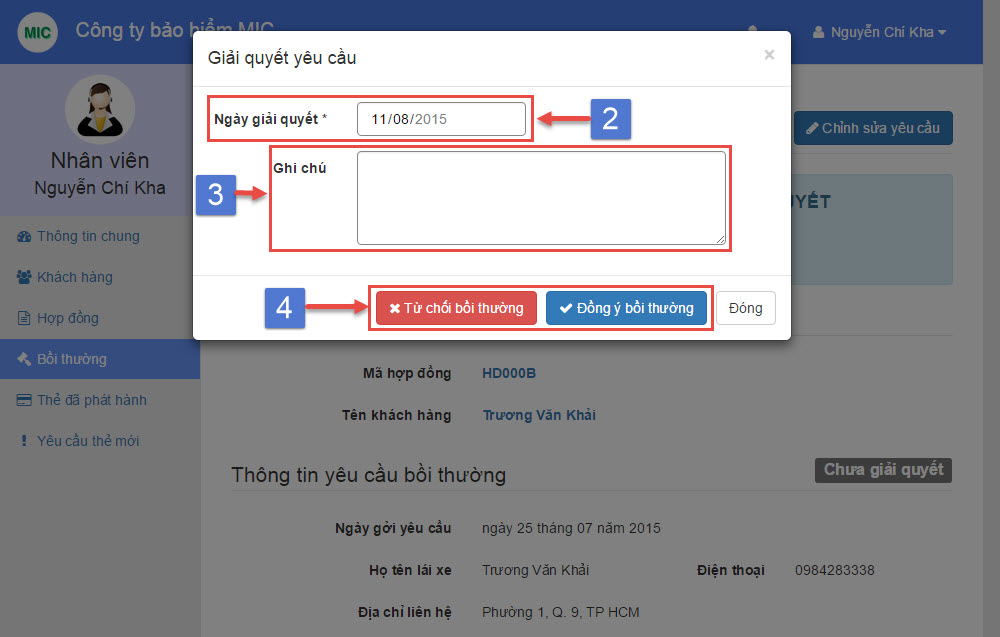 MIC
Công ty bảo hiểm MIC
Nguyễn Chí Kha
Giải quyết yêu cầu
×
Ngày giải quyết *
11/08/2015
2
Chỉnh sửa yêu cầu
Nhân viên
Nguyễn Chí Kha
Ghi chú
3
Thông tin chung
Khách hàng
Hợp đồng
Bồi thường
Thẻ đã phát hành
Yêu cầu thẻ mới
4
Từ chối bồi thường
Đồng ý bồi thường
Đóng
Mã hợp đồng
HD000B
Tên khách hàng
Trương Văn Khải
Thông tin yêu cầu bồi thường
Chưa giải quyết
Ngày gởi yêu cầu
ngày 25 tháng 07 năm 2015
Họ tên lái xe
Trương Văn Khải
Điện thoại
0984283338
Địa chỉ liên hệ
Phường 1, Q. 9, TP HCM